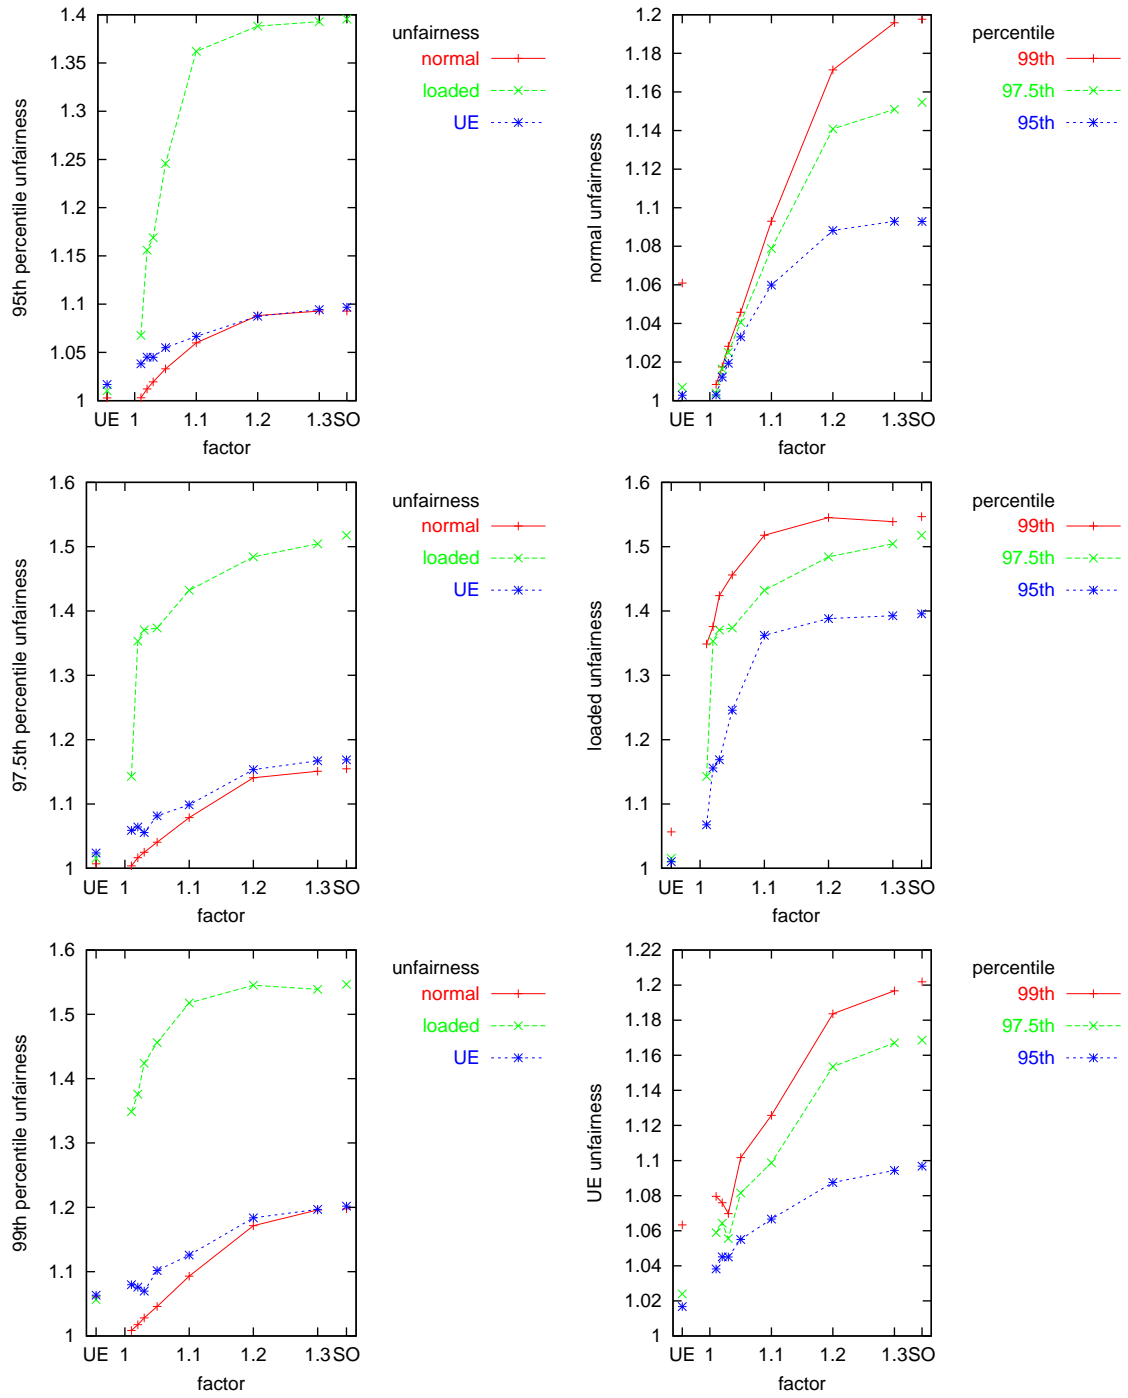 95th percentile unfairness
1.4
1.35
1.3
1.25
1.2
1.15
1.1
1.05
1
UE 1 1.1 1.2 1.3 SO
factor
unfairness
normal
loaded
UE
normal unfairness
1.2
1.18
1.16
1.14
1.12
1.1
1.08
1.06
1.04
1.02
1
UE 1 1.1 1.2 1.3 SO
factor
percentile
99th
97.5th
95th
97.5th percentile unfairness
1.6
1.5
1.4
1.3
1.2
1.1
1
UE 1 1.1 1.2 1.3 SO
factor
unfairness
normal
loaded
UE
loaded unfairness
1.6
1.5
1.4
1.3
1.2
1.1
1
UE 1 1.1 1.2 1.3 SO
factor
percentile
99th
97.5th
95th
99th percentile unfairness
1.6
1.5
1.4
1.3
1.2
1.1
1
UE 1 1.1 1.2 1.3 SO
factor
unfairness
normal
loaded
UE
UE unfairness
1.22
1.2
1.18
1.16
1.14
1.12
1.1
1.08
1.06
1.04
1.02
1
UE 1 1.1 1.2 1.3 SO
factor
percentile
99th
97.5th
95th